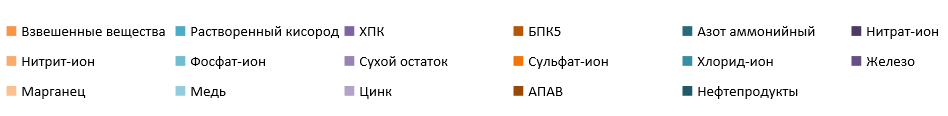 Взвешенные вещества Растворенный кисород ХПК БПК5 Азот аммонийный Нитрат-ион
Нитрит-ион Фосфат-ион Сухой остаток Сульфат-ион Хлорид-ион Железо
Марганец Медь Цинк АПАВ Нефтепродукты